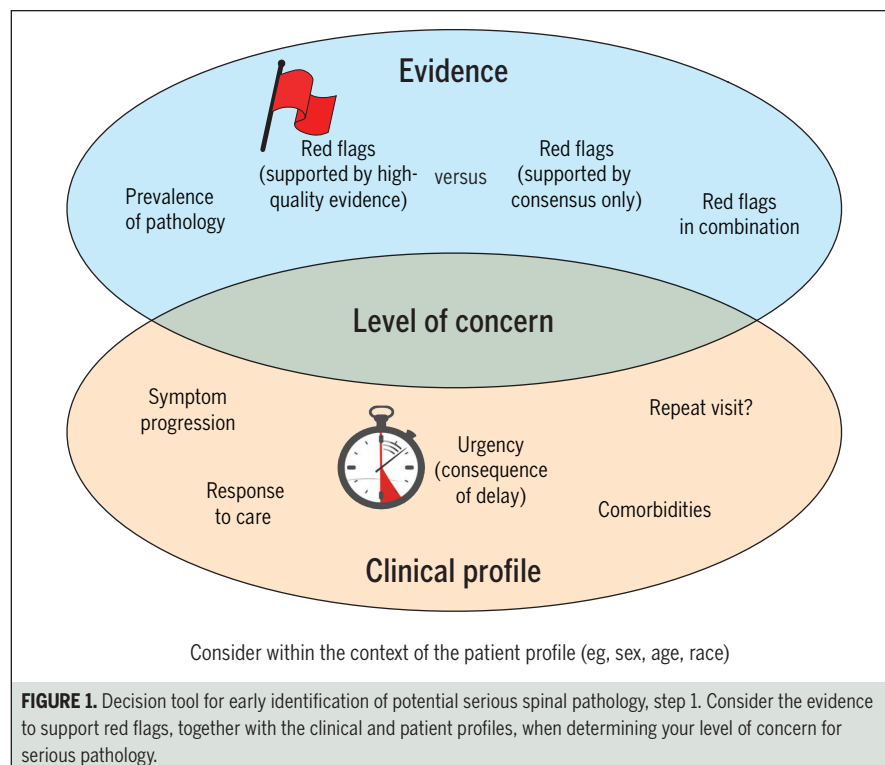 Evidence
Red flags
(supported by high-
quality evidence)
versus
Red flags
(supported by
consensus only)
Prevalence
of pathology
Red flags
in combination
Level of concern
Symptom
progression
Repeat visit?
Urgency
(consequence
of delay)
Response
to care
Comorbidities
Clinical profile
Consider within the context of the patient profile (eg, sex, age, race)
FIGURE 1. Decision tool for early identification of potential serious spinal pathology, step 1. Consider the evidence
to support red flags, together with the clinical and patient profiles, when determining your level of concern for
serious pathology.